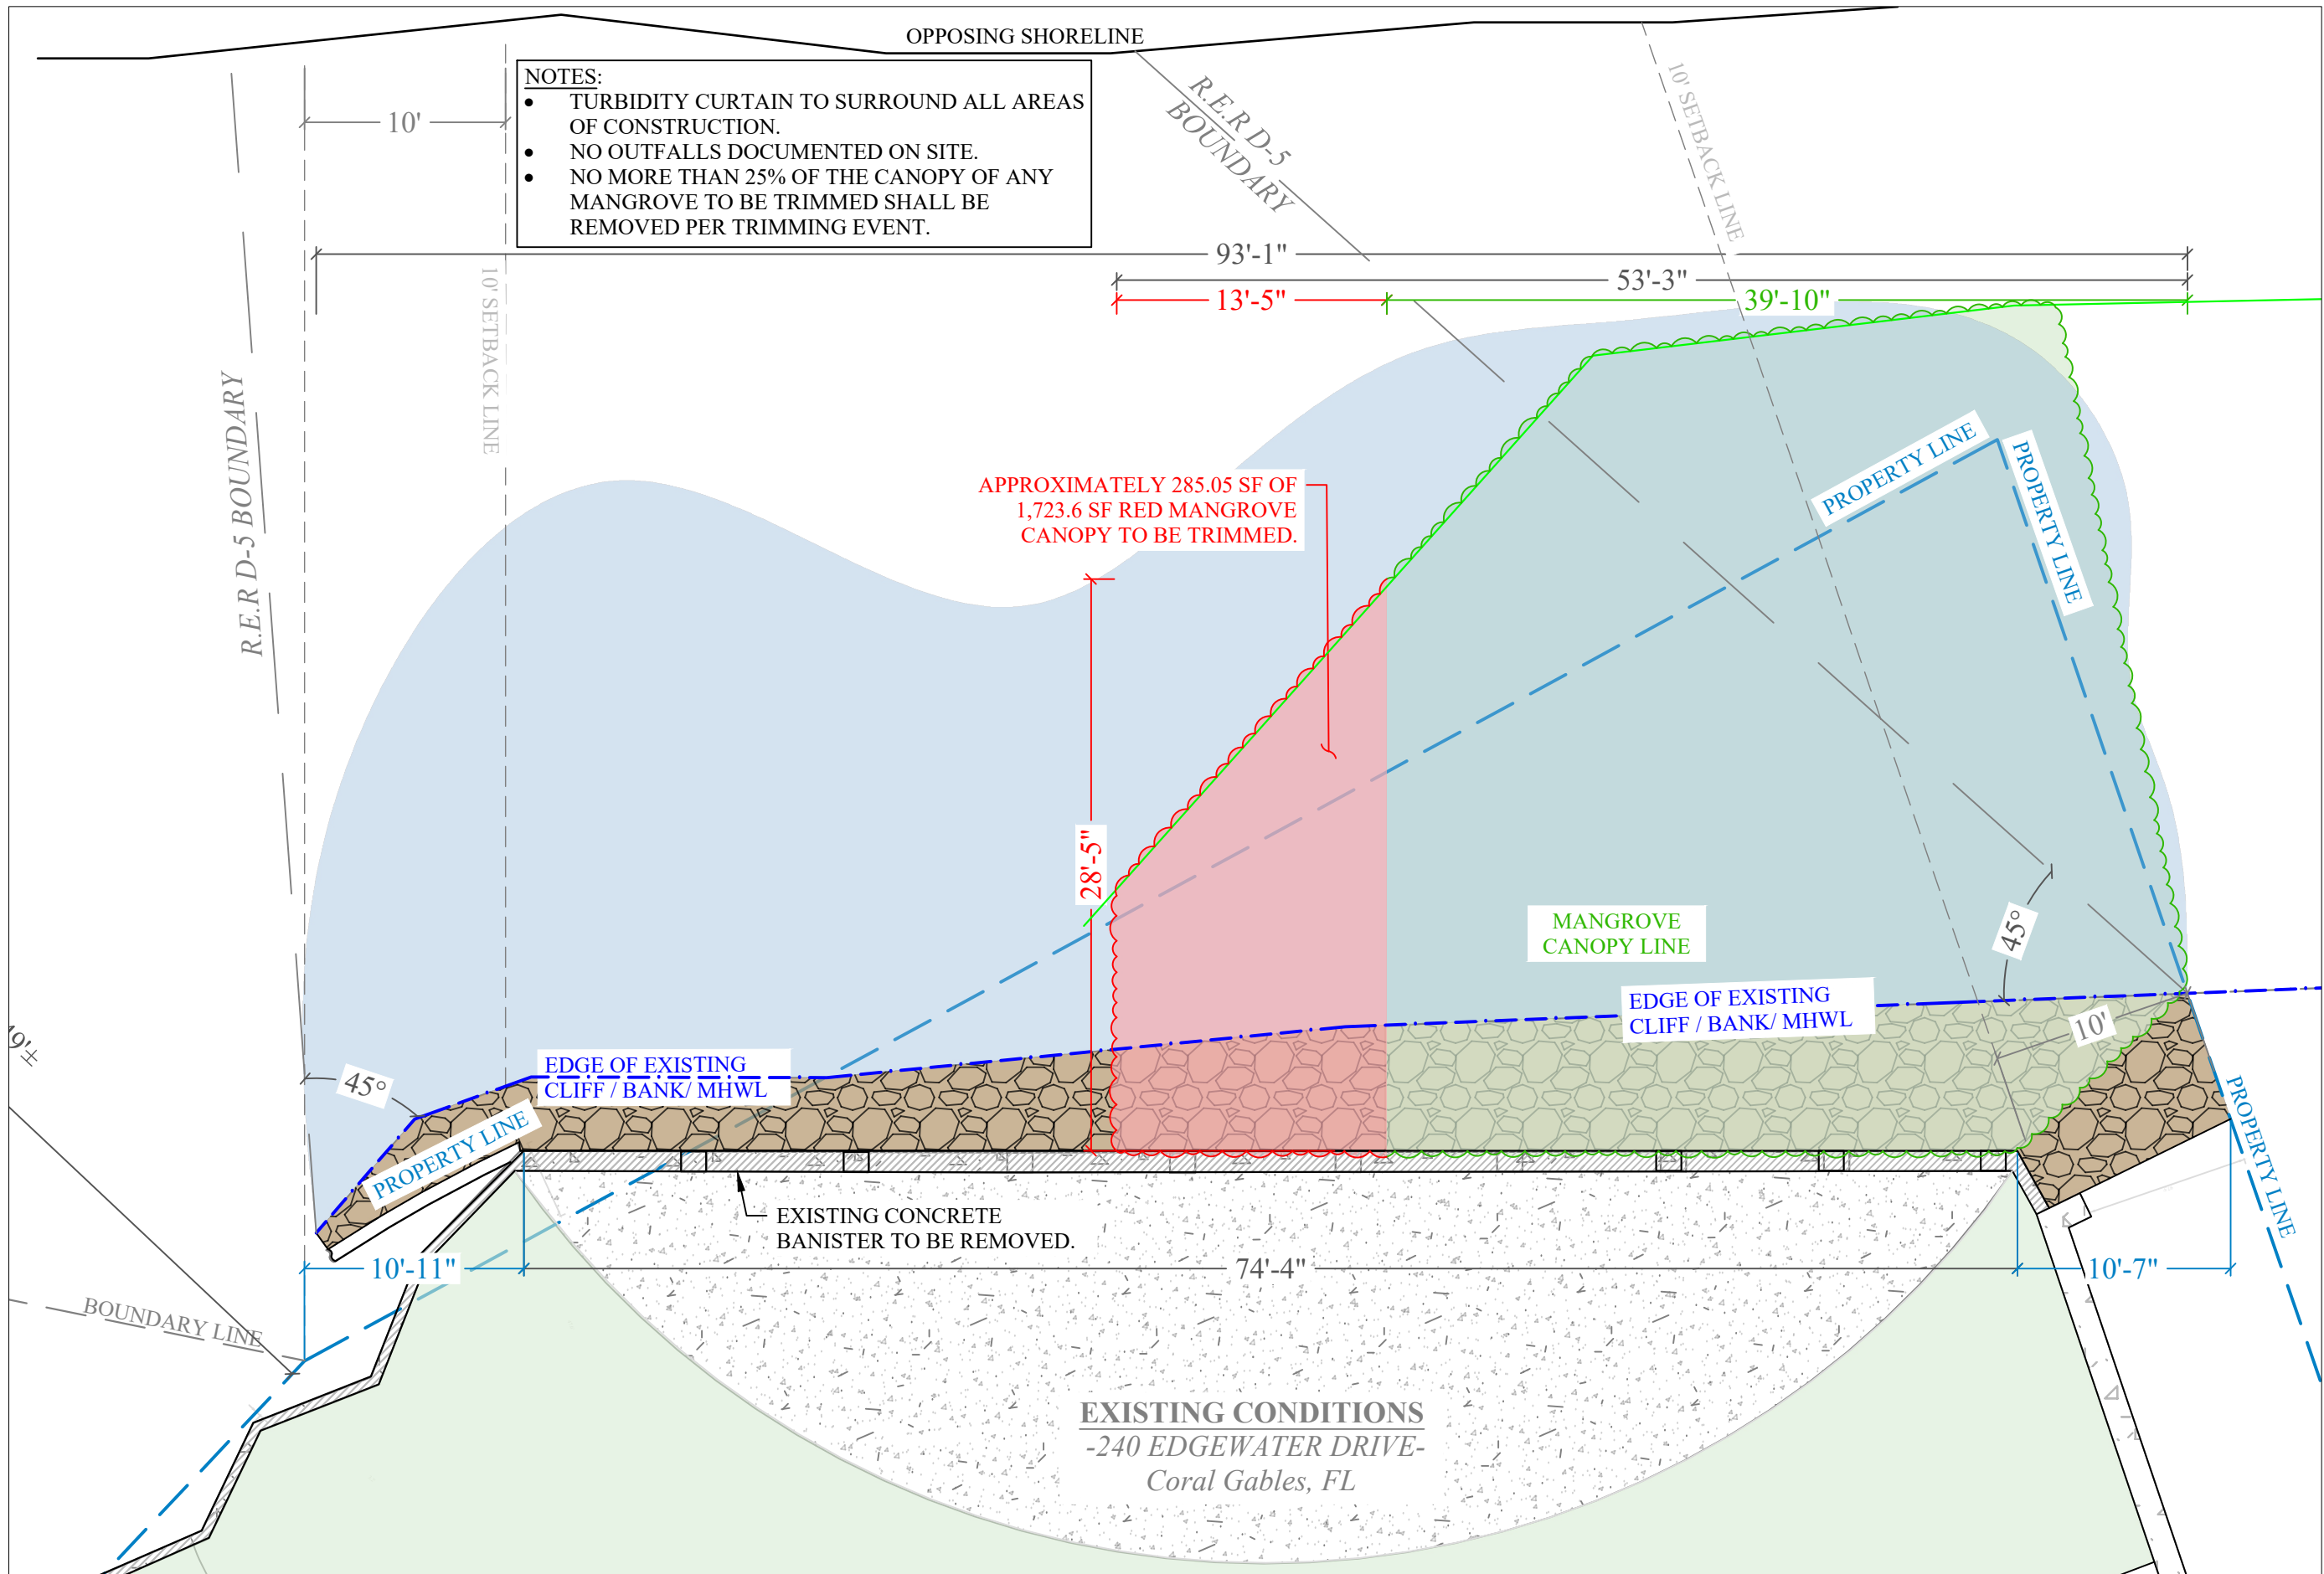 OPPOSING SHORELINE
NOTES:
• TURBIDITY CURTAIN TO SURROUND ALL AREAS
OF CONSTRUCTION.
• NO OUTFALLS DOCUMENTED ON SITE.
• NO MORE THAN 25% OF THE CANOPY OF ANY
MANGROVE TO BE TRIMMED SHALL BE
REMOVED PER TRIMMING EVENT.
10'
R.E.R D-5
BOUNDARY
10' SETBACK LINE
93'-1"
53'-3"
13'-5"
39'-10"
10' SETBACK LINE
R.E.R D-5 BOUNDARY
PROPERTY LINE
PROPERTY LINE
APPROXIMATELY 285.05 SF OF
1,723.6 SF RED MANGROVE
CANOPY TO BE TRIMMED.
28'-5"
MANGROVE
CANOPY LINE
45°
EDGE OF EXISTING
CLIFF / BANK/ MHWL
10'
EDGE OF EXISTING
CLIFF / BANK/ MHWL
45°
PROPERTY LINE
PROPERTY LINE
EXISTING CONCRETE
BANISTER TO BE REMOVED.
10'-11"
74'-4"
10'-7"
BOUNDARY LINE
EXISTING CONDITIONS
-240 EDGEWATER DRIVE-
Coral Gables, FL